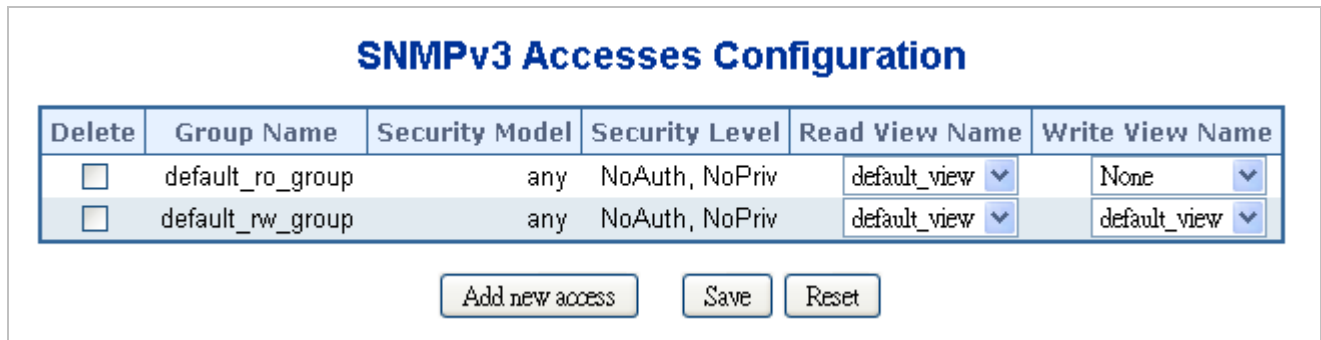 SNMPv3 Accesses Configuration
Delete Group Name Security Model Security Level Read View Name Write View Name
default_ro_group any NoAuth, NoPriv default_view None
default_rw_group any NoAuth, NoPriv default_view default_view
Add new access Save Reset